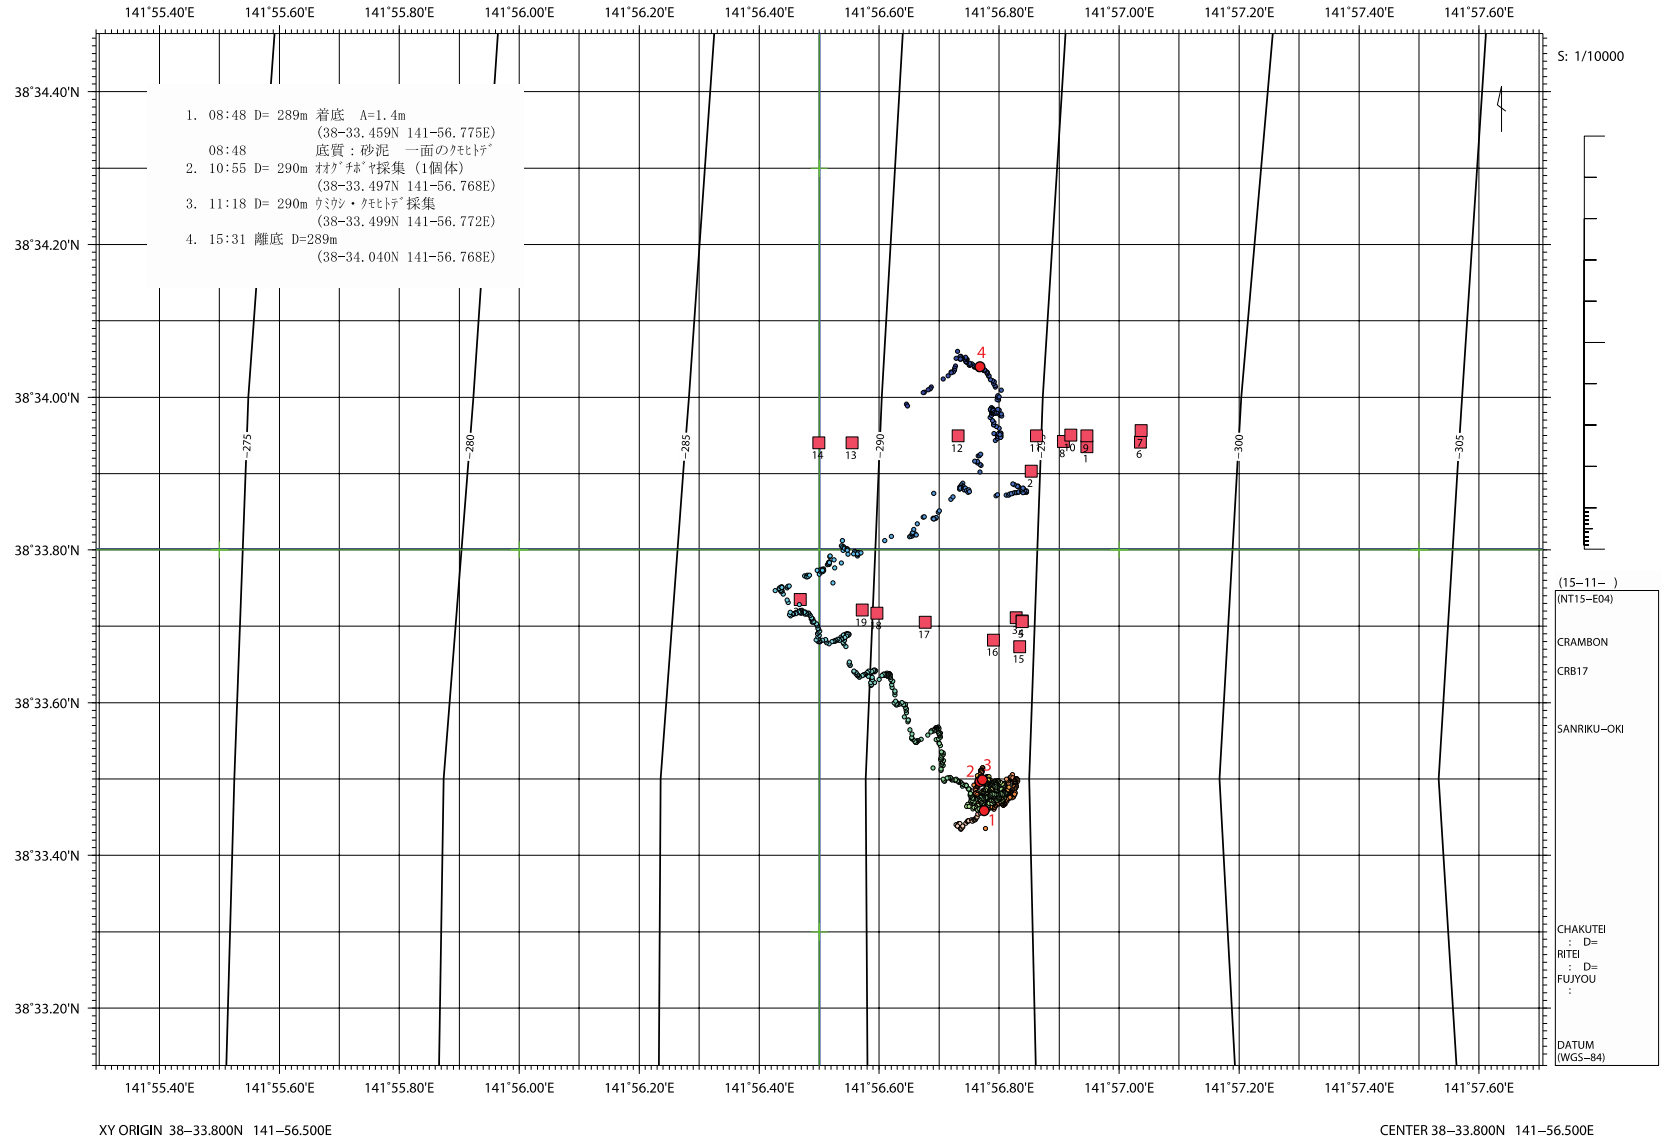 141°55.40'E 141°55.60'E 141°55.80'E 141°56.00'E 141°56.20'E 141°56.40'E 141°56.60'E 141°56.80'E 141°57.00'E 141°57.20'E 141°57.40'E 141°57.60'E
S: 1/10000
38°34.40'N
1. 08:48 D= 289m 着底 A=1.4m
(38-33.459N 141-56.775E)
08:48 底質：砂泥 一面のｸﾓﾋﾄﾃﾞ
2. 10:55 D= 290m ｵｵｸﾞﾁﾎﾞﾔ採集 (1個体)
(38-33.497N 141-56.768E)
3. 11:18 D= 290m ｳﾐｳｼ・ｸﾓﾋﾄﾃﾞ採集
(38-33.499N 141-56.772E)
4. 15:31 離底 D=289m
(38-34.040N 141-56.768E)
38°34.20'N
4
38°34.00'N
-275 -280 -285 -290 -295 -300 -305
14 13 12 11 8 10 9 1 7 6
2
38°33.80'N
(15-11- )
(NT15-E04)
CRAMBON
CRB17
SANRIKU-OKI
19 18 17 16 15 3
38°33.60'N
2 3
1
38°33.40'N
CHAKUTEI
: D=
RITEI
: D=
FUJYOU
:
38°33.20'N
DATUM
(WGS-84)
141°55.40'E 141°55.60'E 141°55.80'E 141°56.00'E 141°56.20'E 141°56.40'E 141°56.60'E 141°56.80'E 141°57.00'E 141°57.20'E 141°57.40'E 141°57.60'E
XY ORIGIN 38-33.800N 141-56.500E
CENTER 38-33.800N 141-56.500E